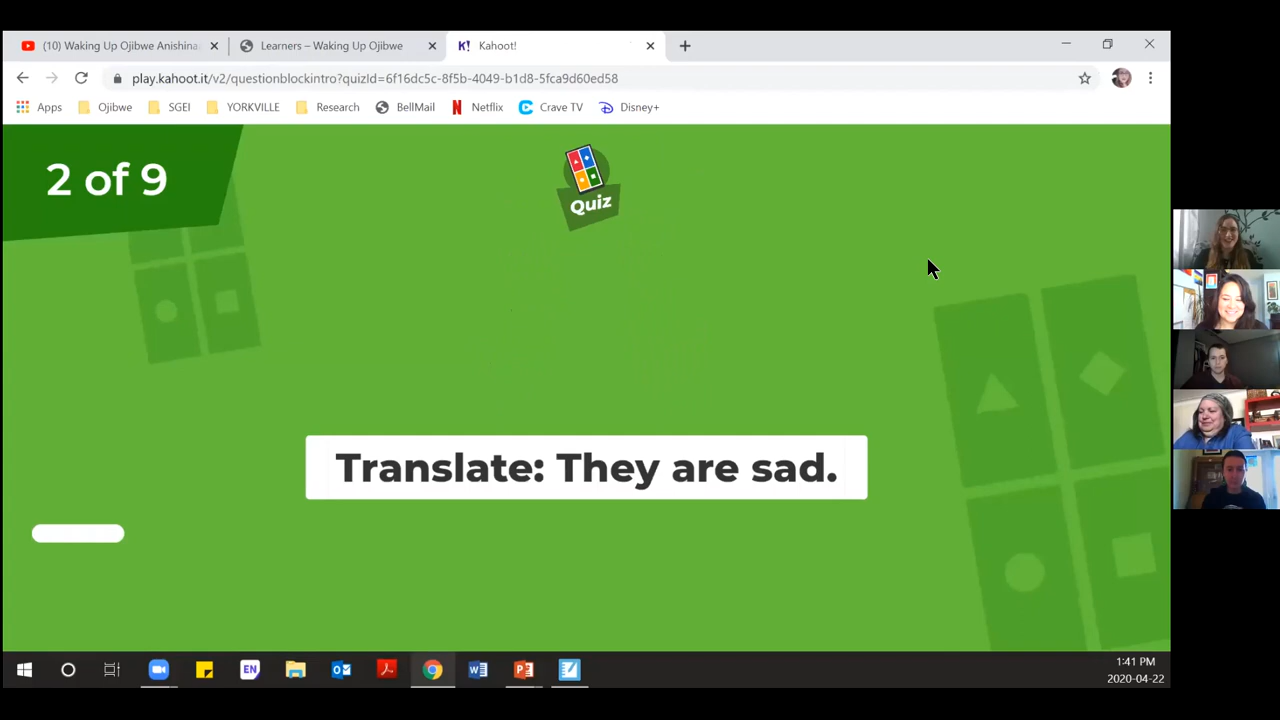 (10) Waking Up Ojibwe Anishina
Learners – Waking Up Ojibwe
K! Kahoot!
play.kahoot.it/v2/questionblockintro?quizId=6f16dc5c-8f5b-4049-b1d8-5fca9d60ed58
Apps Ojibwe SGEI YORKVILLE Research BellMail Netflix Crave TV Disney+
2 of 9
Quiz
Translate: They are sad.
EN
1:41 PM
2020-04-22